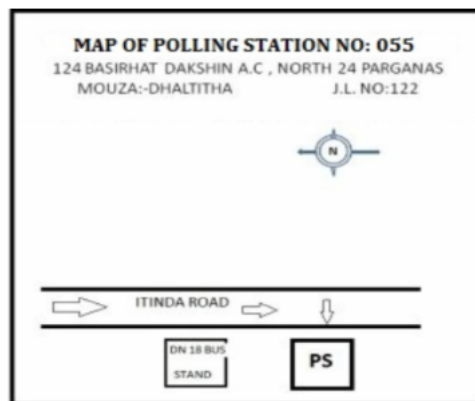 MAP OF POLLING STATION NO: 055
124 BASIRHAT DAKSHIN A.C , NORTH 24 PARGANAS
MOUZA:-DHALTITHA J.L. NO:122
N
ITINDA ROAD
DN 18 BUS
STAND
PS